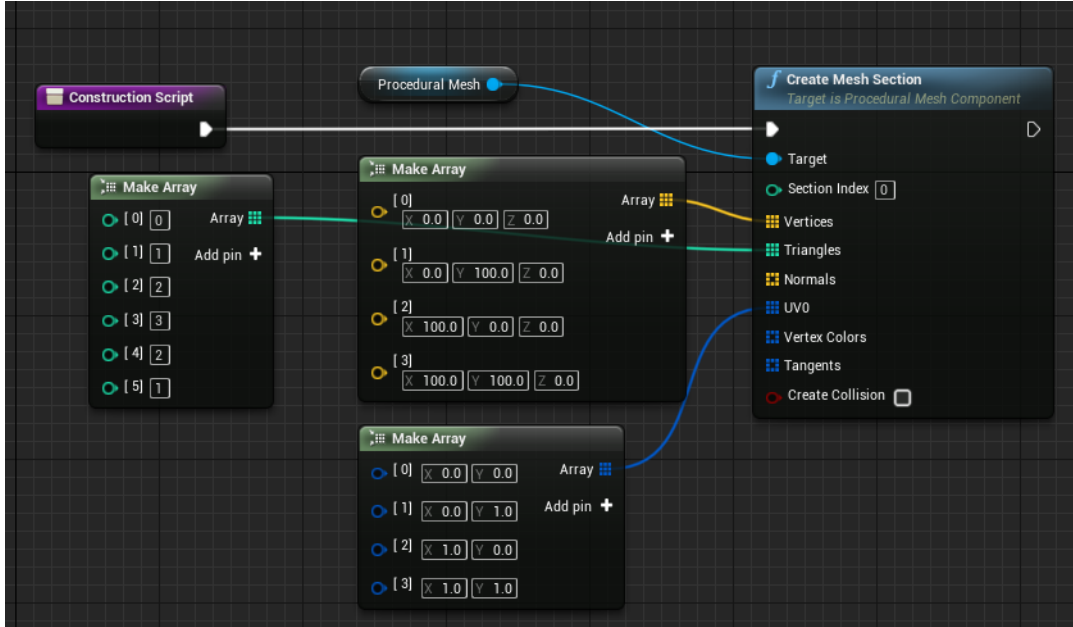 Construction Script
Procedural Mesh
Create Mesh Section
Target is Procedural Mesh Component
Target
Section Index 0
Vertices
Triangles
Normals
UV0
Vertex Colors
Tangents
Create Collision
Make Array
[0] 0 Array
[1] 1 Add pin +
[2] 2
[3] 3
[4] 2
[5] 1
Make Array
[0] Array
X 0.0 Y 0.0 Z 0.0
Add pin +
[1]
X 0.0 Y 100.0 Z 0.0
[2]
X 100.0 Y 0.0 Z 0.0
[3]
X 100.0 Y 100.0 Z 0.0
Make Array
[0] X 0.0 Y 0.0 Array
[1] X 0.0 Y 1.0 Add pin +
[2] X 1.0 Y 0.0
[3] X 1.0 Y 1.0